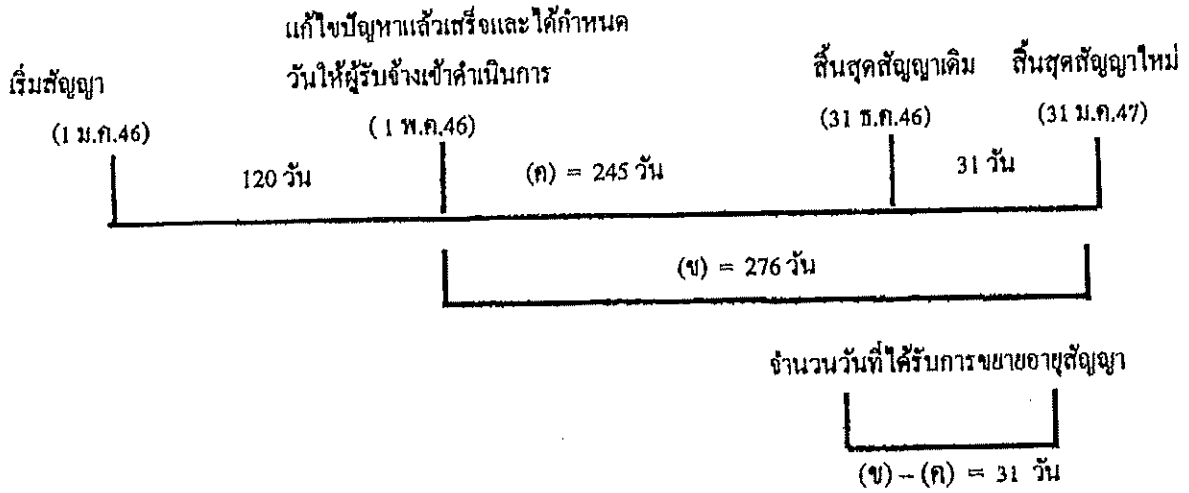 แก้ไขปัญหาแล้วเสร็จและได้กำหนด
วันให้ผู้รับจ้างเข้าดำเนินการ
เริ่มสัญญา
สิ้นสุดสัญญาเดิม สิ้นสุดสัญญาใหม่
(1 ม.ค.46) ( 1 พ.ค.46) (31 ธ.ค.46) (31 ม.ค.47)
120 วัน (ค) = 245 วัน 31 วัน
(ข) = 276 วัน
จำนวนวันที่ได้รับการขยายอายุสัญญา
(ข) – (ค) = 31 วัน